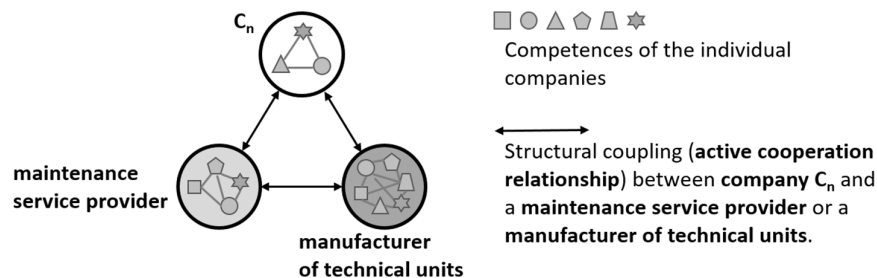 Cn
maintenance
service provider
manufacturer
of technical units
Competences of the individual
companies
Structural coupling (active cooperation
relationship) between company Cn and
a maintenance service provider or a
manufacturer of technical units.